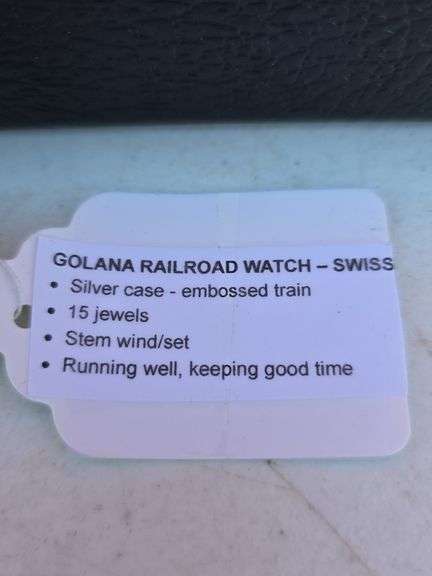 GOLANA RAILROAD WATCH – SWISS
• Silver case - embossed train
• 15 jewels
• Stem wind/set
• Running well, keeping good time